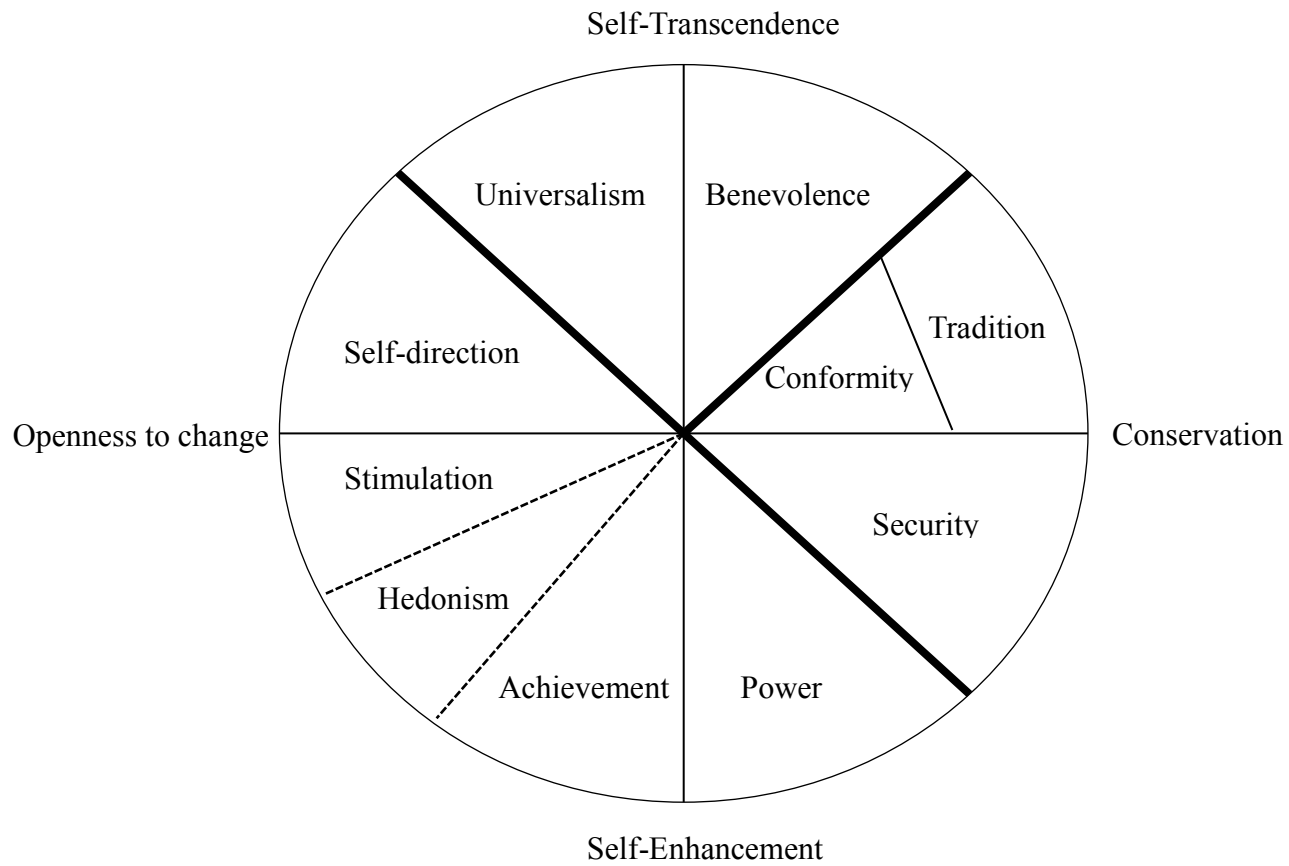 Self-Transcendence
Universalism
Benevolence
Tradition
Self-direction
Conformity
Openness to change
Conservation
Stimulation
Security
Hedonism
Achievement
Power
Self-Enhancement